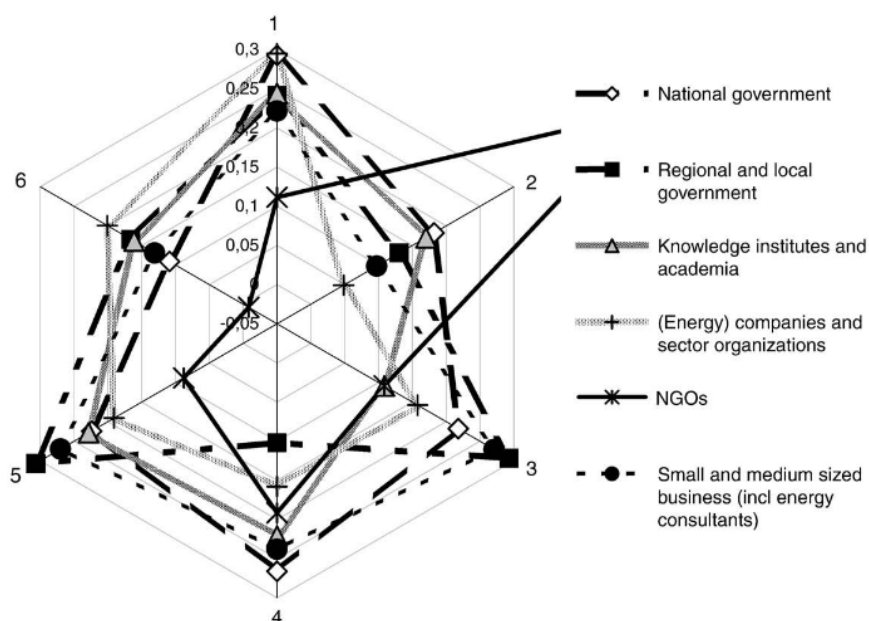 1
0,3
0,25
0,2
0,15
0,1
0,05
0
-0,05
6
2
5
3
4
National government
Regional and local
government
Knowledge institutes and
academia
(Energy) companies and
sector organizations
NGOs
Small and medium sized
business (incl energy
consultants)